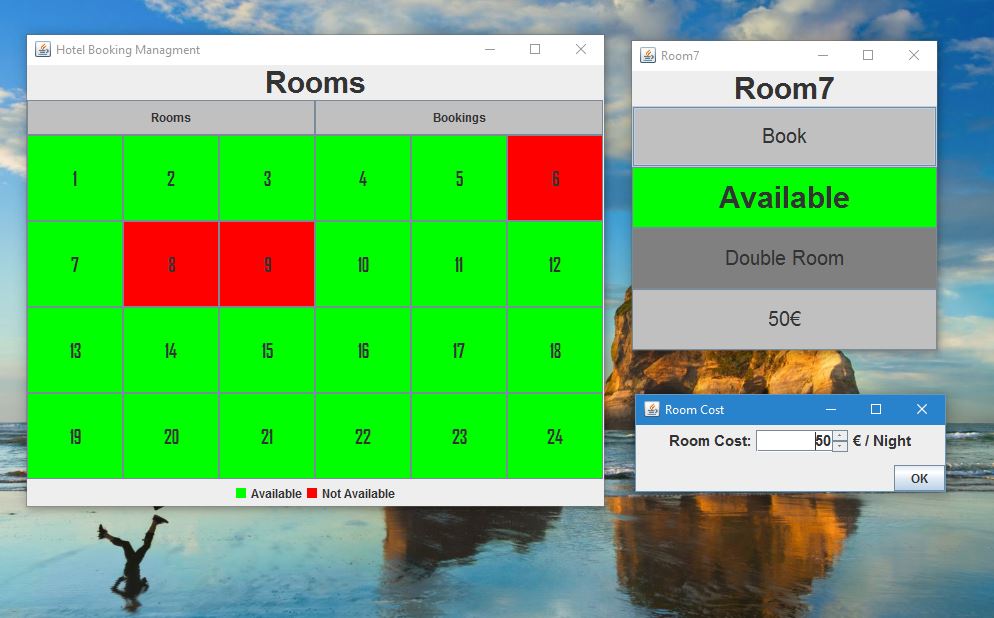 Hotel Booking Managment
Rooms
Rooms Bookings
1 2 3 4 5 6
7 8 9 10 11 12
13 14 15 16 17 18
19 20 21 22 23 24
Available Not Available
Room7
Room7
Book
Available
Double Room
50€
Room Cost
Room Cost: 50 € / Night
OK